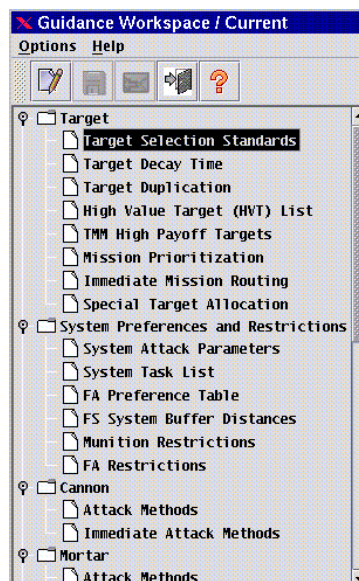 Guidance Workspace / Current
Options Help
Target
Target Selection Standards
Target Decay Time
Target Duplication
High Value Target (HVT) List
TMM High Payoff Targets
Mission Prioritization
Immediate Mission Routing
Special Target Allocation
System Preferences and Restrictions
System Attack Parameters
System Task List
FA Preference Table
FS System Buffer Distances
Munition Restrictions
FA Restrictions
Cannon
Attack Methods
Immediate Attack Methods
Mortar
Attack Methods